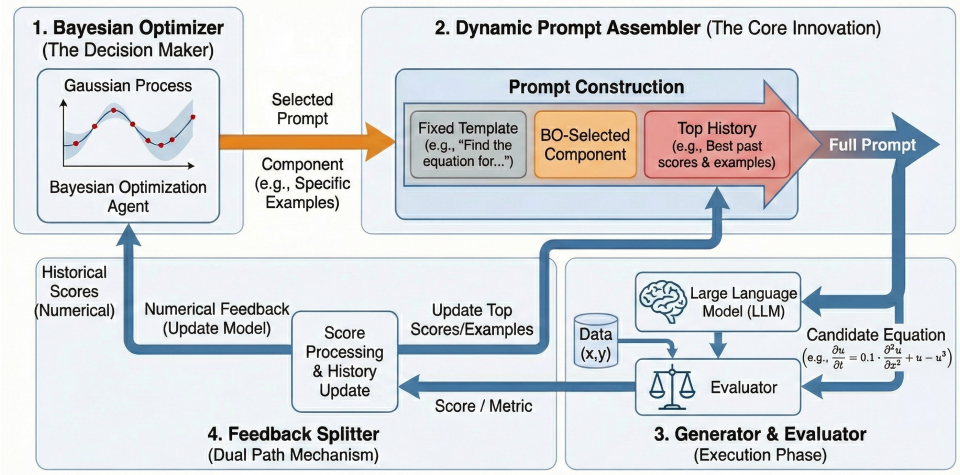 1. Bayesian Optimizer
(The Decision Maker)
Gaussian Process
Bayesian Optimization
Agent
Selected
Prompt
Component
(e.g., Specific
Examples)
2. Dynamic Prompt Assembler (The Core Innovation)
Prompt Construction
Fixed Template
(e.g., “Find the
equation for...”)
BO-Selected
Component
Top History
(e.g., Best past
scores & examples)
Full Prompt
Historical
Scores
(Numerical)
Numerical Feedback
(Update Model)
Score
Processing
& History
Update
Update Top
Scores/Examples
Score / Metric
4. Feedback Splitter
(Dual Path Mechanism)
Large Language
Model (LLM)
Data
(x,y)
Evaluator
Candidate Equation
(e.g., ∂u/∂t = 0.1 · ∂²u/∂x² + u − u³)
3. Generator & Evaluator
(Execution Phase)